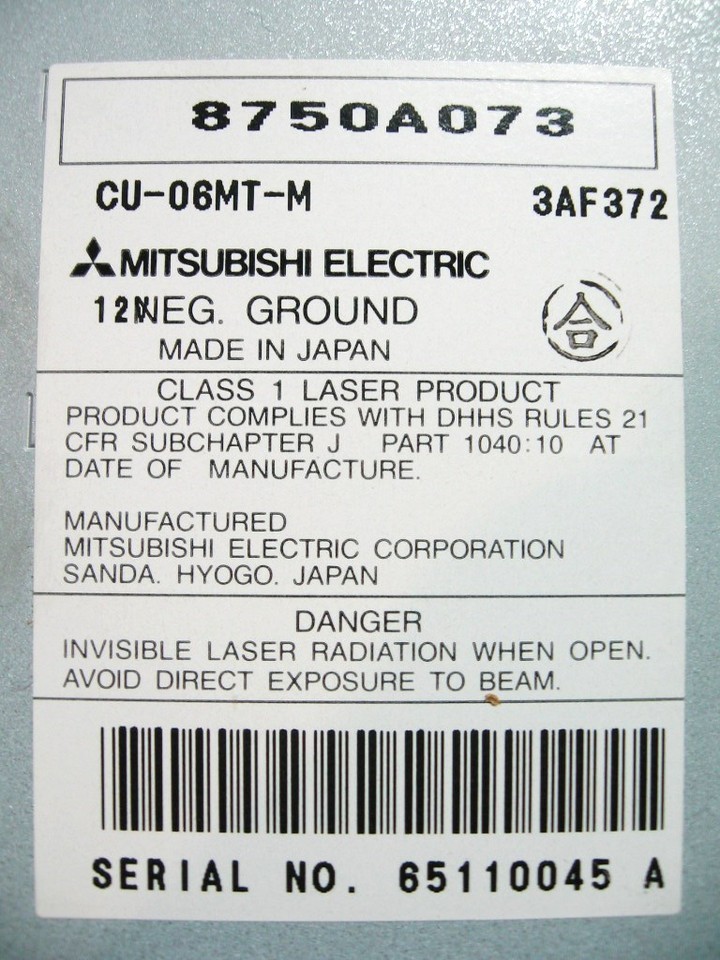 8750A073
CU-06MT-M 3AF372
MITSUBISHI ELECTRIC
12 NEG. GROUND 合
MADE IN JAPAN
CLASS 1 LASER PRODUCT
PRODUCT COMPLIES WITH DHHS RULES 21
CFR SUBCHAPTER J PART 1040:10 AT
DATE OF MANUFACTURE.
MANUFACTURED
MITSUBISHI ELECTRIC CORPORATION
SANDA. HYOGO. JAPAN
DANGER
INVISIBLE LASER RADIATION WHEN OPEN.
AVOID DIRECT EXPOSURE TO BEAM.
SERIAL NO. 65110045 A